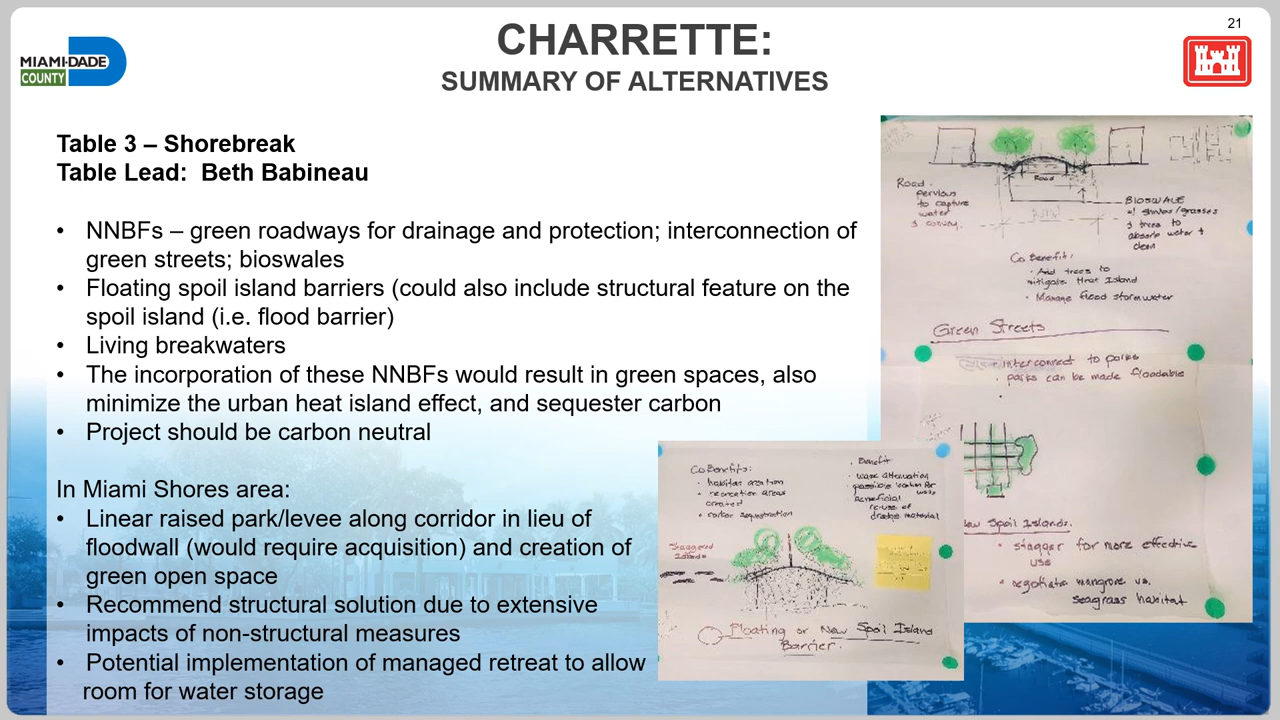 21
CHARRETTE:
SUMMARY OF ALTERNATIVES
MIAMI-DADE
COUNTY
Table 3 – Shorebreak
Table Lead:  Beth Babineau
• NNBFs – green roadways for drainage and protection; interconnection of
green streets; bioswales
• Floating spoil island barriers (could also include structural feature on the
spoil island (i.e. flood barrier)
• Living breakwaters
• The incorporation of these NNBFs would result in green spaces, also
minimize the urban heat island effect, and sequester carbon
• Project should be carbon neutral
In Miami Shores area:
• Linear raised park/levee along corridor in lieu of
floodwall (would require acquisition) and creation of
green open space
• Recommend structural solution due to extensive
impacts of non-structural measures
• Potential implementation of managed retreat to allow
room for water storage
Road
Road.
Pervious
to capture
water
& convey.
BIOSWALE
w/ shrubs/grasses
& trees to
absorb water +
clean
Co Benefit:
• Add trees to
mitigate Heat Island
• Manage flood stormwater
Green Streets
interconnect to parks
• parks can be made floodable
New Spoil Islands.
• stagger for more effective
use
• negotiate mangrove vs.
seagrass habitat
Co Benefits:
• habitat creation
• recreation areas
created
• carbon sequestration
• Benefit
• wave attenuation
• possible
Beneficial
re-use of
dredge material
Staggered
Islands
Floating or New Spoil Island
Barrier.